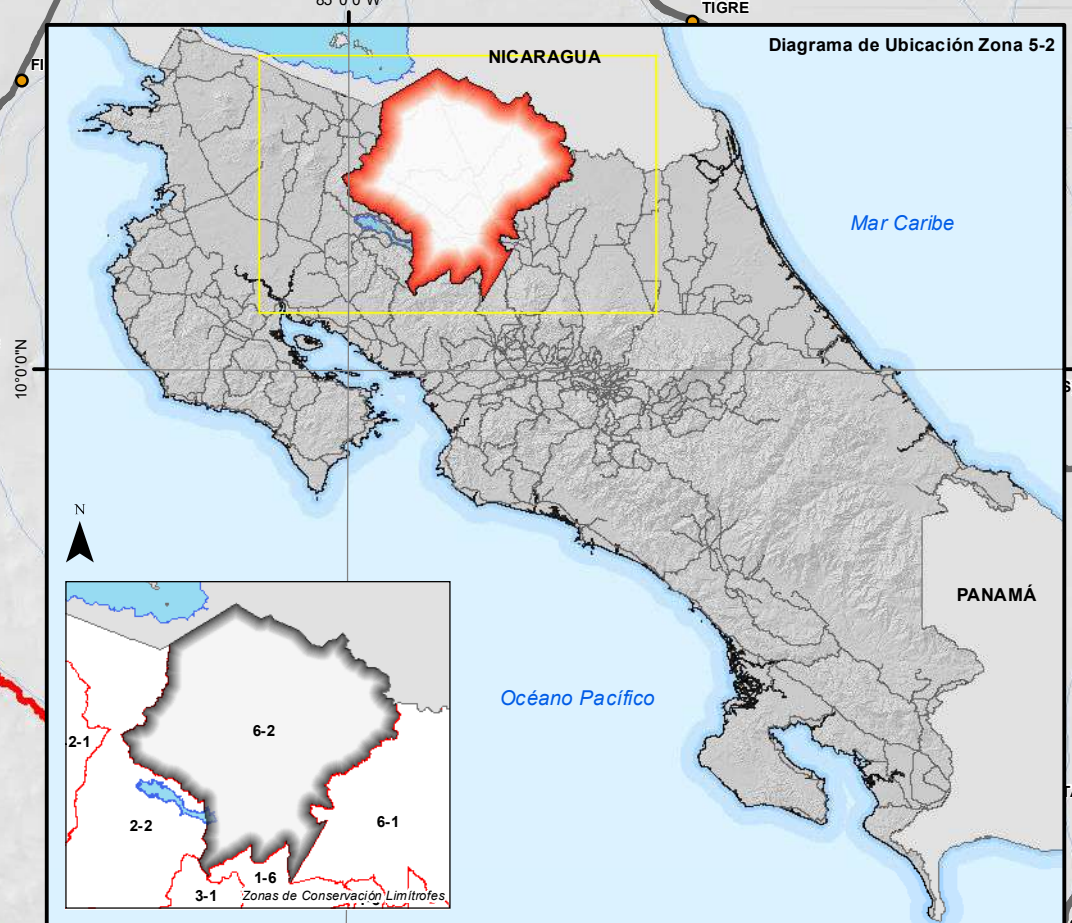 TIGRE
FI
Diagrama de Ubicación Zona 5-2
NICARAGUA
Mar Caribe
10°0'0"N
N
PANAMÁ
Océano Pacífico
6-2
2-1
2-2
6-1
1-6
3-1
Zonas de Conservación Limítrofes